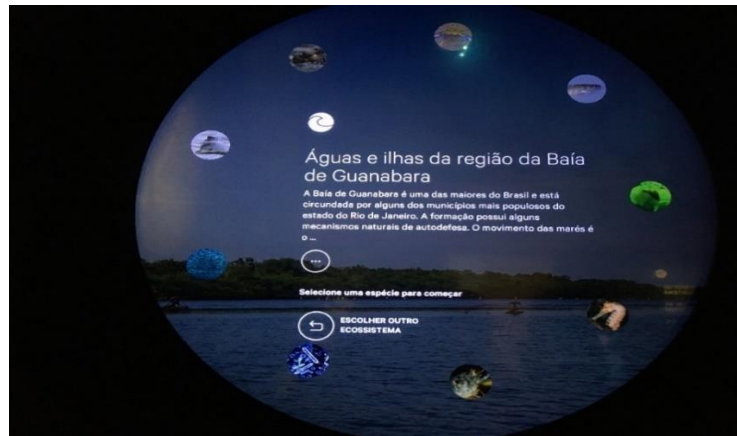 Águas e ilhas da região da Baía
de Guanabara
A Baía de Guanabara é uma das maiores do Brasil e está
circundada por alguns dos municípios mais populosos do
estado do Rio de Janeiro. A formação possui alguns
mecanismos naturais de autodefesa. O movimento das marés é
o ...
Selecione uma espécie para começar
ESCOLHER OUTRO
ECOSSISTEMA